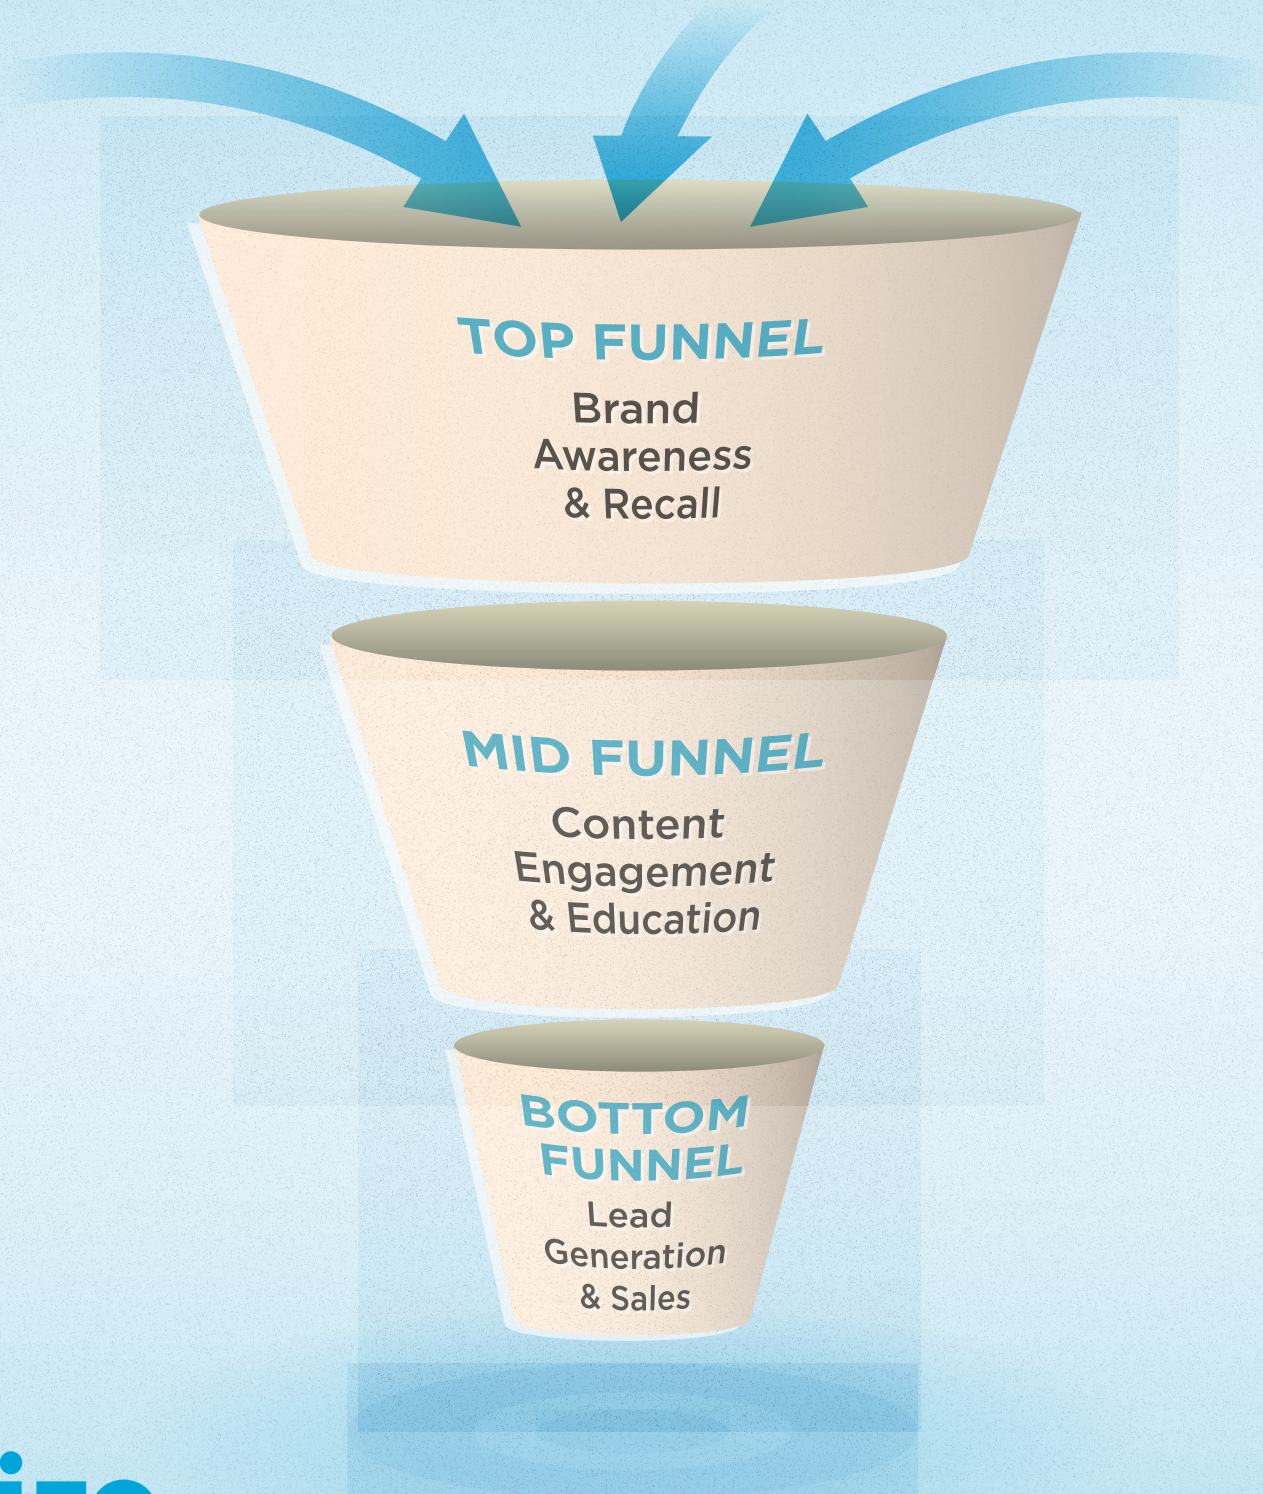 TOP FUNNEL
Brand
Awareness
& Recall
MID FUNNEL
Content
Engagement
& Education
BOTTOM
FUNNEL
Lead
Generation
& Sales